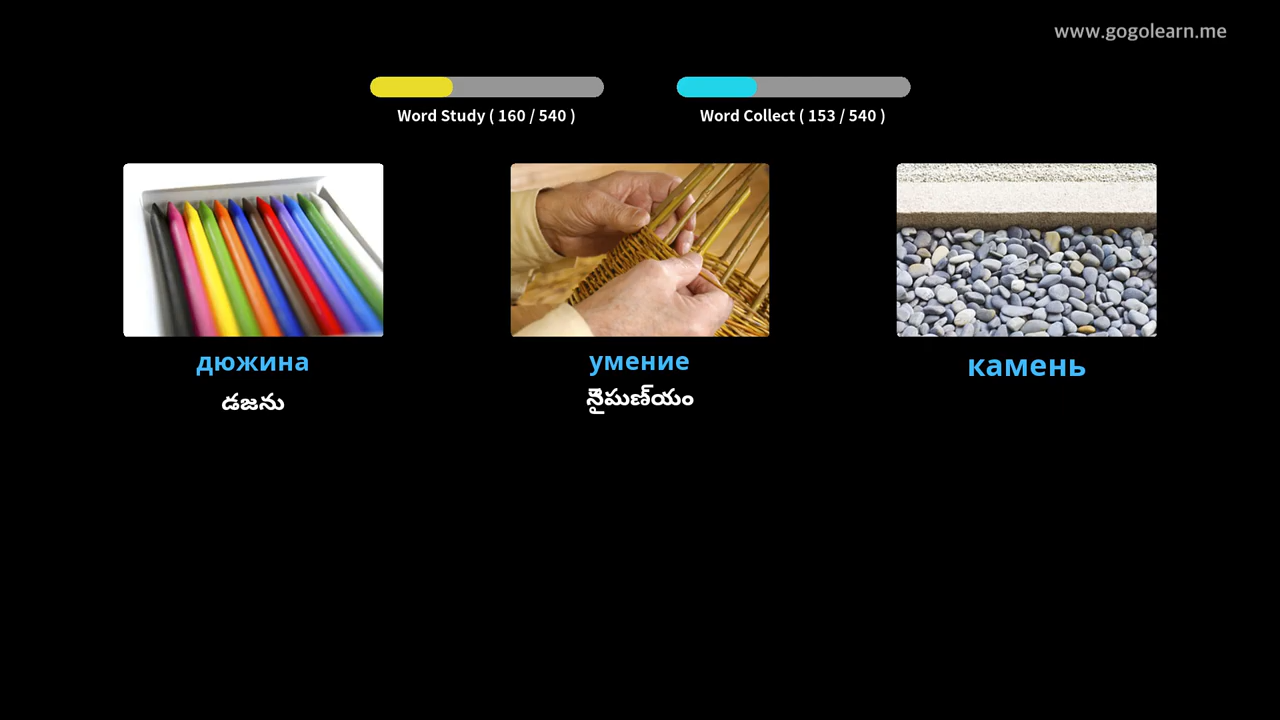 www.gogolearn.me
Word Study ( 160 / 540 )
Word Collect ( 153 / 540 )
дюжина
умение
камень
డజను
నైపుణ్యం